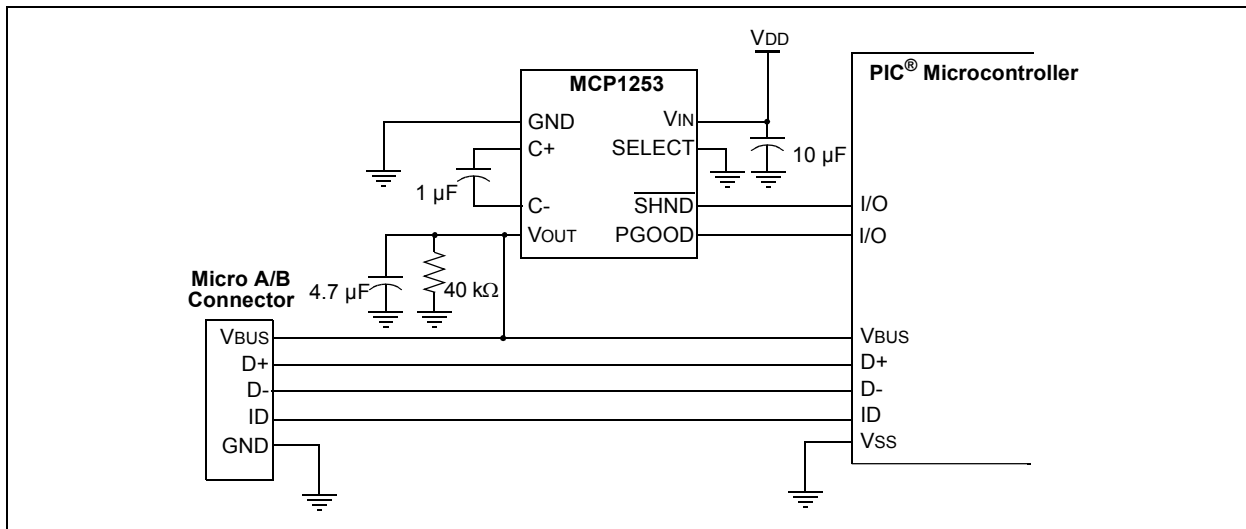 VDD
PIC® Microcontroller
MCP1253
GND
VIN
C+
SELECT
10 µF
1 µF
C-
SHND
I/O
VOUT
PGOOD
I/O
Micro A/B
Connector
4.7 µF
40 kΩ
VBUS
VBUS
D+
D+
D-
D-
ID
ID
GND
VSS